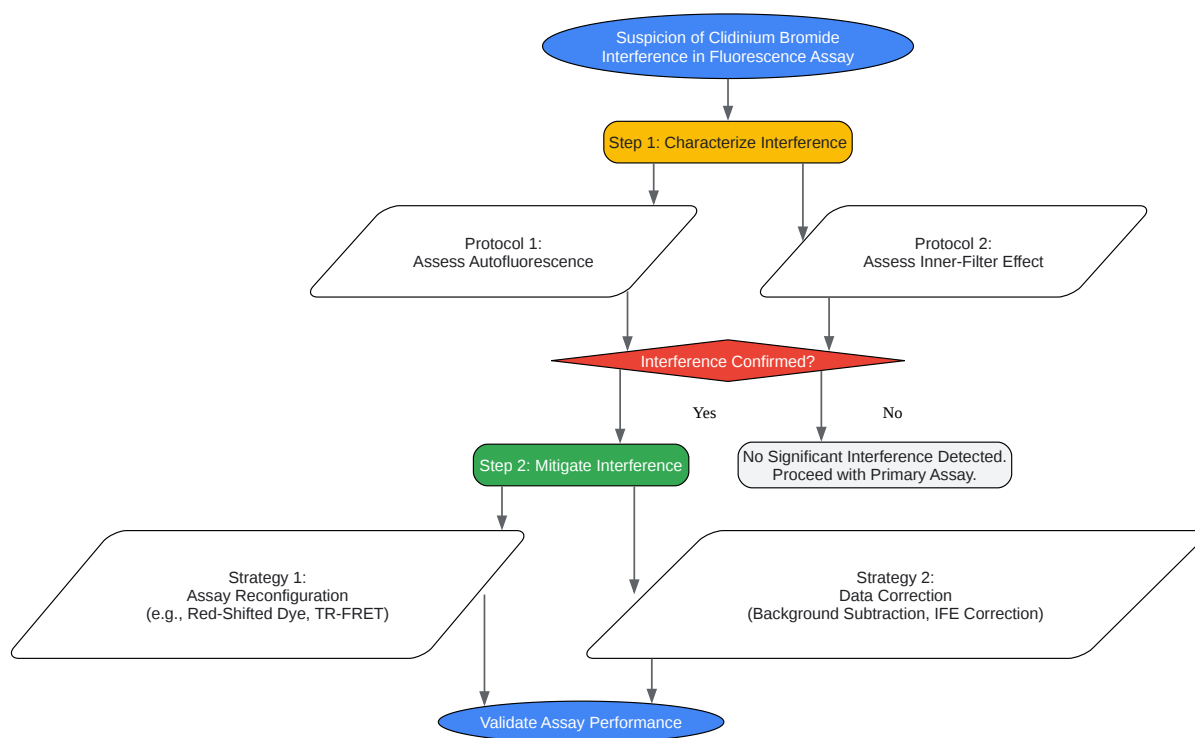 Suspicion of Clidinium Bromide
Interference in Fluorescence Assay
Step 1: Characterize Interference
Protocol 1:
Assess Autofluorescence
Protocol 2:
Assess Inner-Filter Effect
Interference Confirmed?
Yes
No
Step 2: Mitigate Interference
No Significant Interference Detected.
Proceed with Primary Assay.
Strategy 1:
Assay Reconfiguration
(e.g., Red-Shifted Dye, TR-FRET)
Strategy 2:
Data Correction
(Background Subtraction, IFE Correction)
Validate Assay Performance